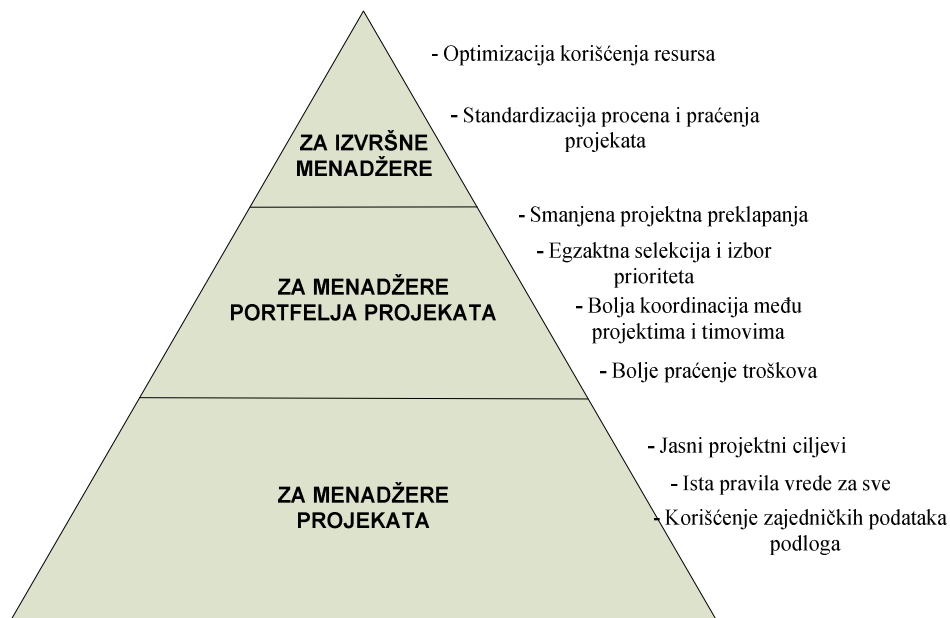 - Optimizacija korišćenja resursa
- Standardizacija procena i praćenja
projekata
ZA IZVRŠNE
MENADŽERE
- Smanjena projektna preklapanja
- Egzaktna selekcija i izbor
prioriteta
- Bolja koordinacija među
projektima i timovima
- Bolje praćenje troškova
ZA MENADŽERE
PORTFELJA PROJEKATA
- Jasni projektni ciljevi
- Ista pravila vrede za sve
- Korišćenje zajedničkih podataka
podloga
ZA MENADŽERE
PROJEKATA